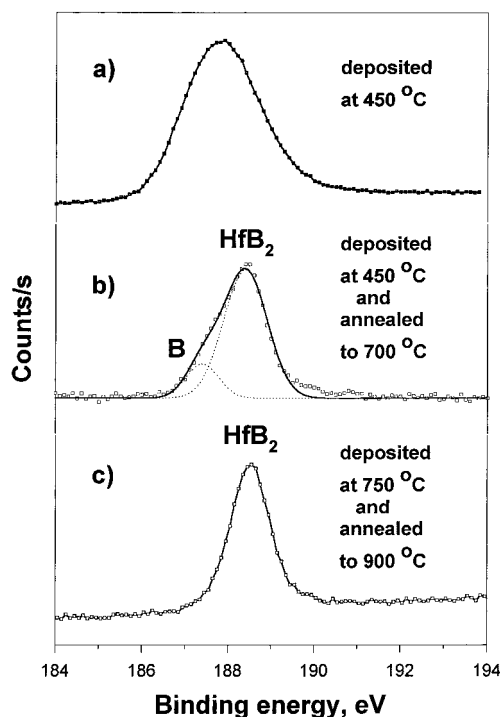 a)
deposited
at 450 °C
HfB₂
deposited
at 450 °C
and
annealed
to 700 °C
b)
B
HfB₂
deposited
at 750 °C
and
annealed
to 900 °C
c)
Counts/s
184 186 188 190 192 194
Binding energy, eV